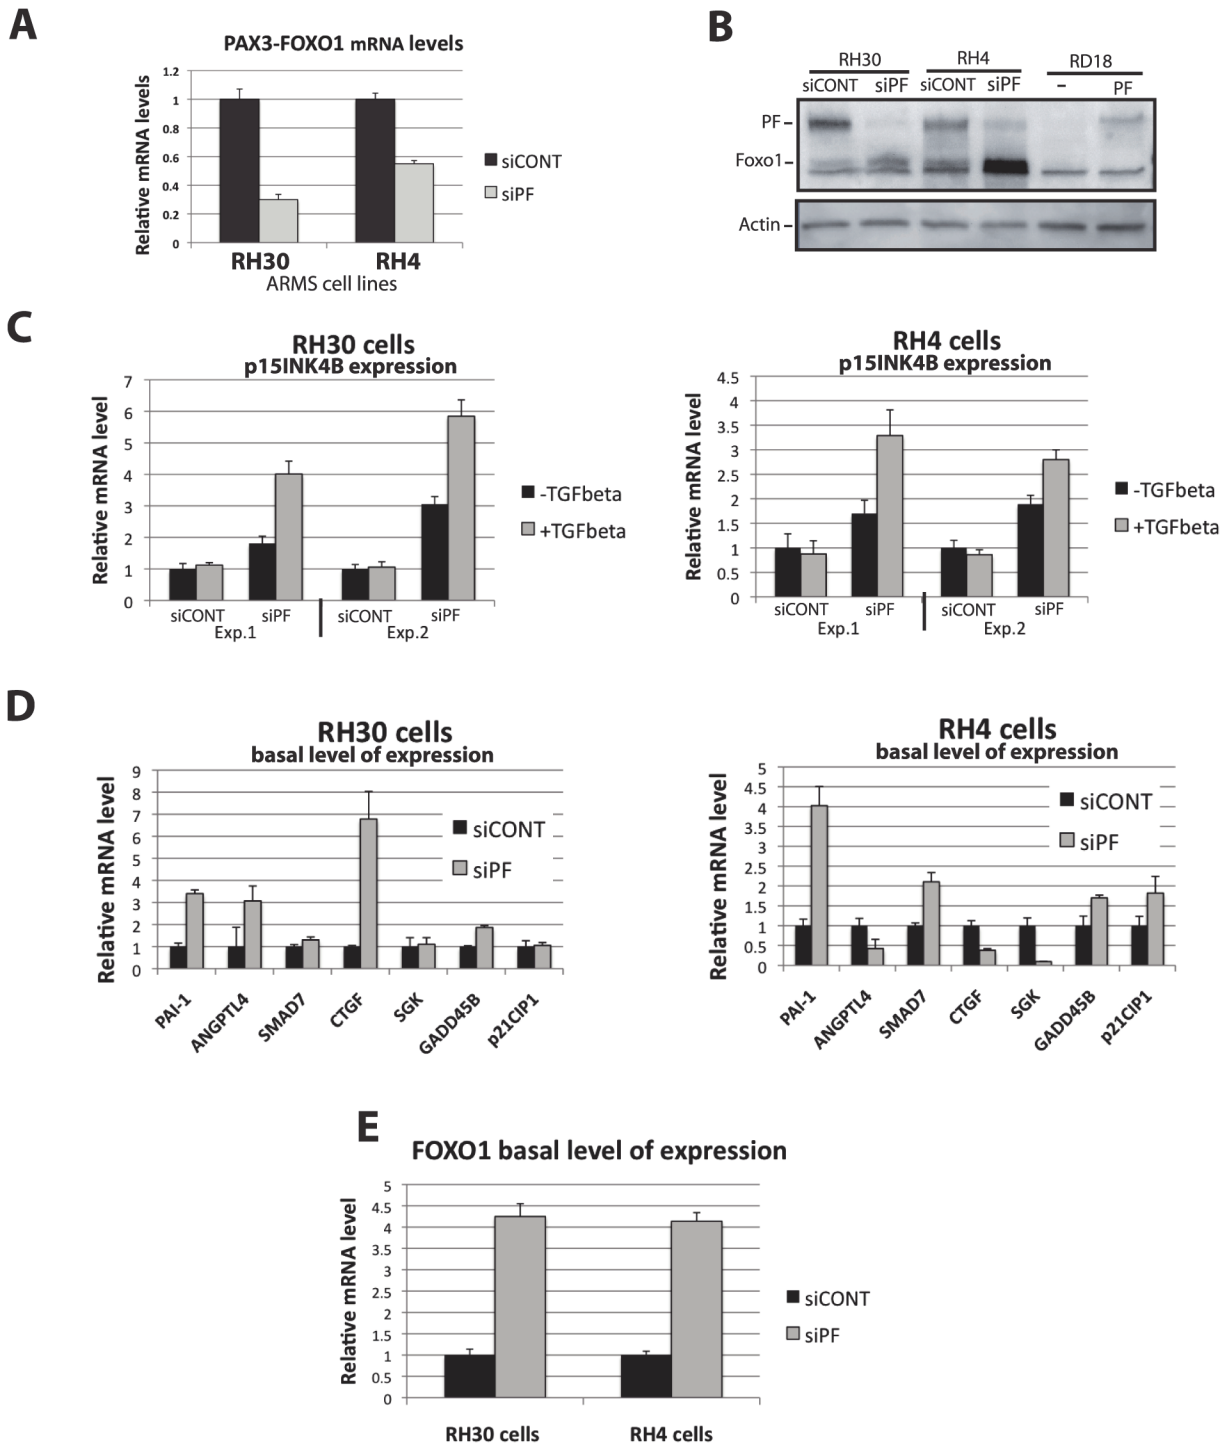 A
PAX3-FOXO1 mRNA levels
Relative mRNA levels
1.2
1
0.8
0.6
0.4
0.2
0
siCONT
siPF
RH30
RH4
ARMS cell lines
B
RH30
RH4
RD18
siCONT siPF siCONT siPF – PF
PF –
Foxo1 –
Actin –
C
RH30 cells
p15INK4B expression
Relative mRNA level
7
6
5
4
3
2
1
0
siCONT siPF siCONT siPF
Exp.1 Exp.2
-TGFbeta
+TGFbeta
RH4 cells
p15INK4B expression
Relative mRNA level
4.5
4
3.5
3
2.5
2
1.5
1
0.5
0
siCONT siPF siCONT siPF
Exp.1 Exp.2
-TGFbeta
+TGFbeta
D
RH30 cells
basal level of expression
Relative mRNA level
9
8
7
6
5
4
3
2
1
0
siCONT
siPF
PAI-1
ANGPTL4
SMAD7
CTGF
SGK
GADD45B
p21CIP1
RH4 cells
basal level of expression
Relative mRNA level
5
4.5
4
3.5
3
2.5
2
1.5
1
0.5
0
siCONT
siPF
PAI-1
ANGPTL4
SMAD7
CTGF
SGK
GADD45B
p21CIP1
E
FOXO1 basal level of expression
Relative mRNA level
5
4.5
4
3.5
3
2.5
2
1.5
1
0.5
0
siCONT
siPF
RH30 cells
RH4 cells